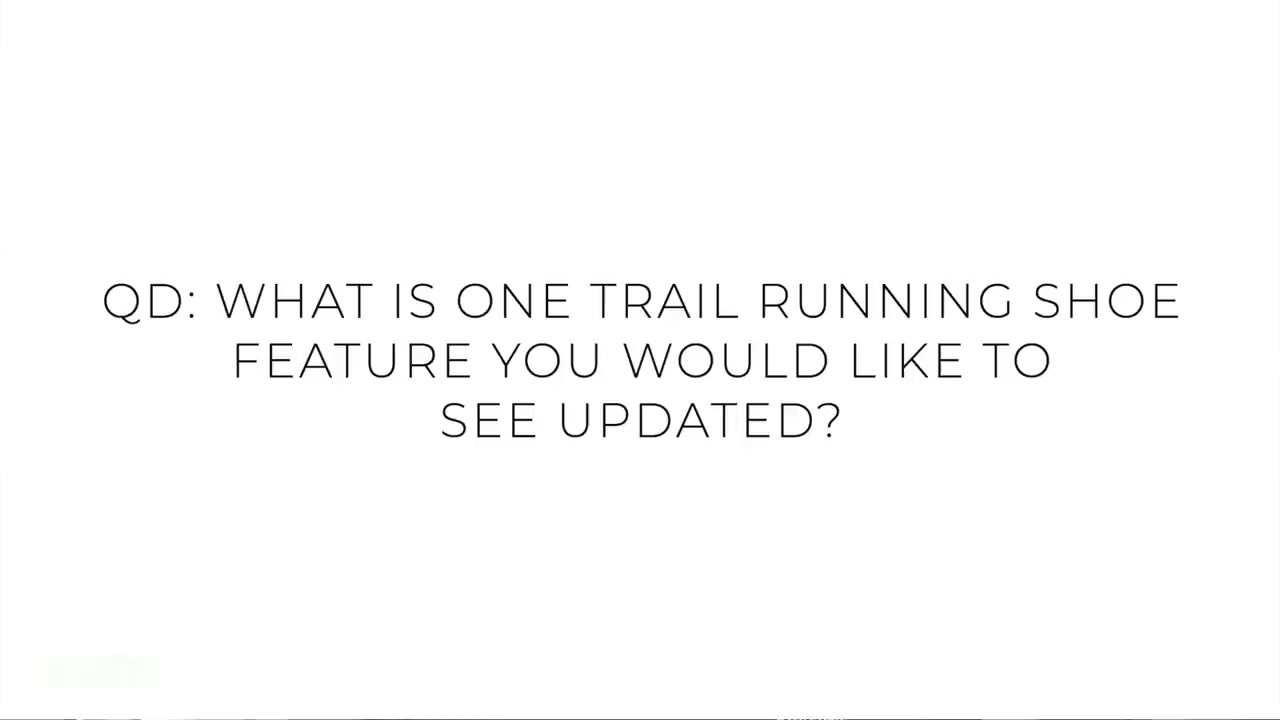 QD: WHAT IS ONE TRAIL RUNNING SHOE
FEATURE YOU WOULD LIKE TO
SEE UPDATED?